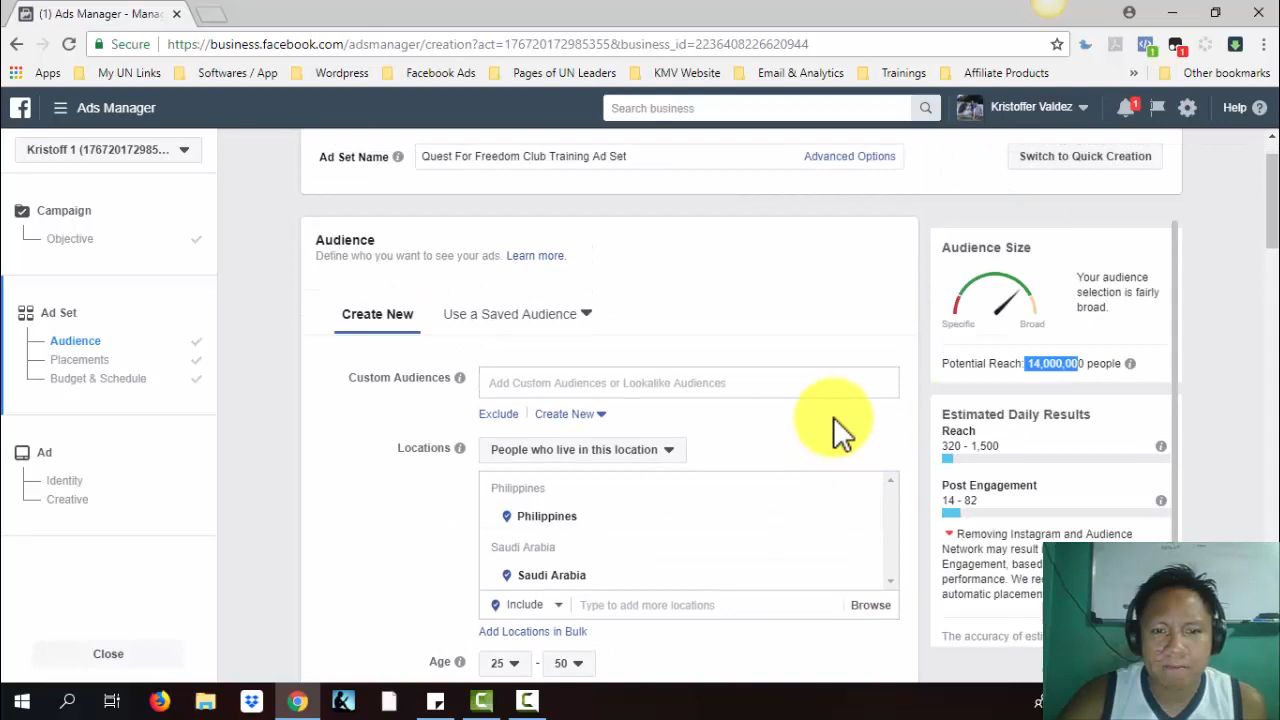 (1) Ads Manager - Manag
Secure
https://business.facebook.com/adsmanager/creation?act=176720172985355&business_id=2236408226620944
1
1
Apps
My UN Links
Softwares / App
Wordpress
Facebook Ads
Pages of UN Leaders
KMV Website
Email & Analytics
Trainings
Affiliate Products
»
Other bookmarks
Ads Manager
Search business
Kristoffer Valdez
1
Help
Kristoff 1 (176720172985...
Ad Set Name
Quest For Freedom Club Training Ad Set
Advanced Options
Switch to Quick Creation
Campaign
Objective
Ad Set
Audience
Placements
Budget & Schedule
Ad
Identity
Creative
Close
Audience
Define who you want to see your ads. Learn more.
Create New
Use a Saved Audience
Custom Audiences
Add Custom Audiences or Lookalike Audiences
Exclude
Create New
Locations
People who live in this location
Philippines
Philippines
Saudi Arabia
Saudi Arabia
Include
Type to add more locations
Browse
Add Locations in Bulk
Age
25 - 50
Audience Size
Specific
Broad
Your audience
selection is fairly
broad.
Potential Reach: 14,000,000 people
Estimated Daily Results
Reach
320 - 1,500
Post Engagement
14 - 82
Removing Instagram and Audience
Network may result
Engagement, based
performance. We re
automatic placemen
The accuracy of esti